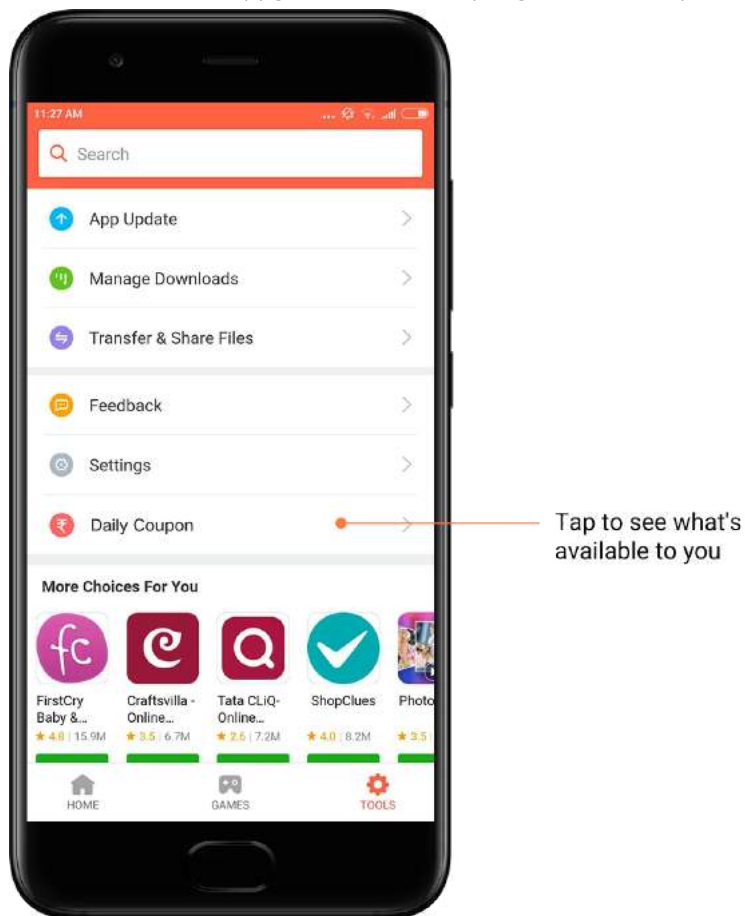 11:27 AM
Search
App Update
Manage Downloads
Transfer & Share Files
Feedback
Settings
Daily Coupon
Tap to see what's
available to you
More Choices For You
fc
FirstCry
Baby &...
Craftsvilla -
Online...
Tata CLiQ-
Online...
ShopClues
Photo
4.8 | 15.9M
3.5 | 6.7M
2.6 | 7.2M
4.0 | 8.2M
3.5
HOME
GAMES
TOOLS